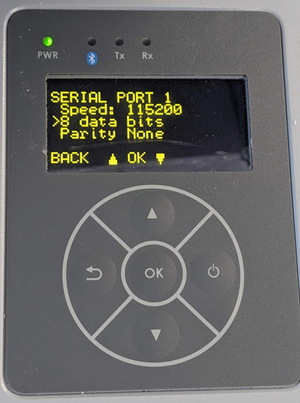 PWR Tx Rx
SERIAL PORT 1
Speed: 115200
>8 data bits
Parity None
BACK ▲ OK ▼
▲
OK
▼